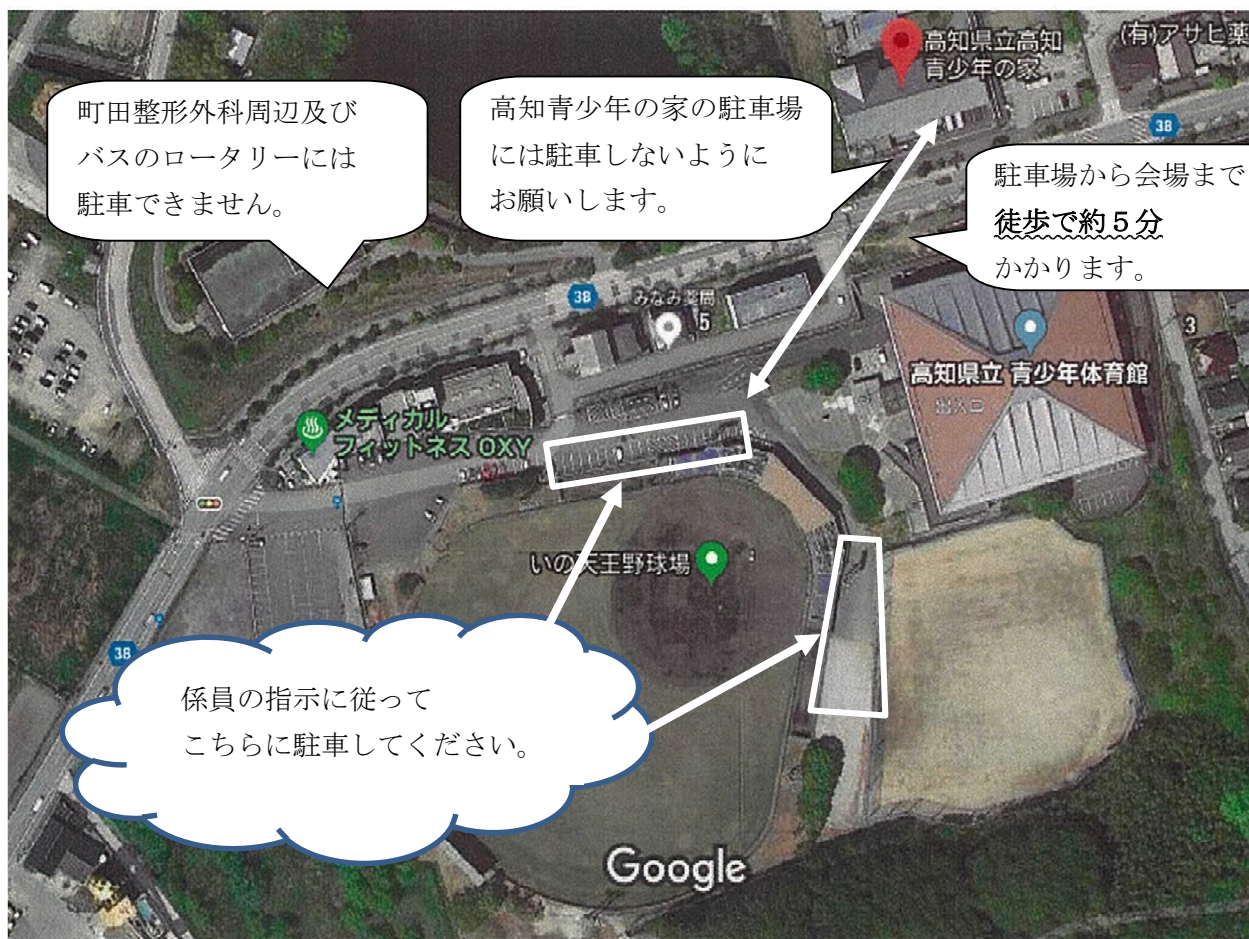 高知県立高知
青少年の家
(有)アサヒ薬
町田整形外科周辺及び
バスのロータリーには
駐車できません。
高知青少年の家の駐車場
には駐車しないように
お願いします。
38
駐車場から会場まで
徒歩で約５分
かかります。
38
みなみ薬局
5
3
高知県立 青少年体育館
出入口
メディカル
フィットネス OXY
いの天王野球場
38
係員の指示に従って
こちらに駐車してください。
Google